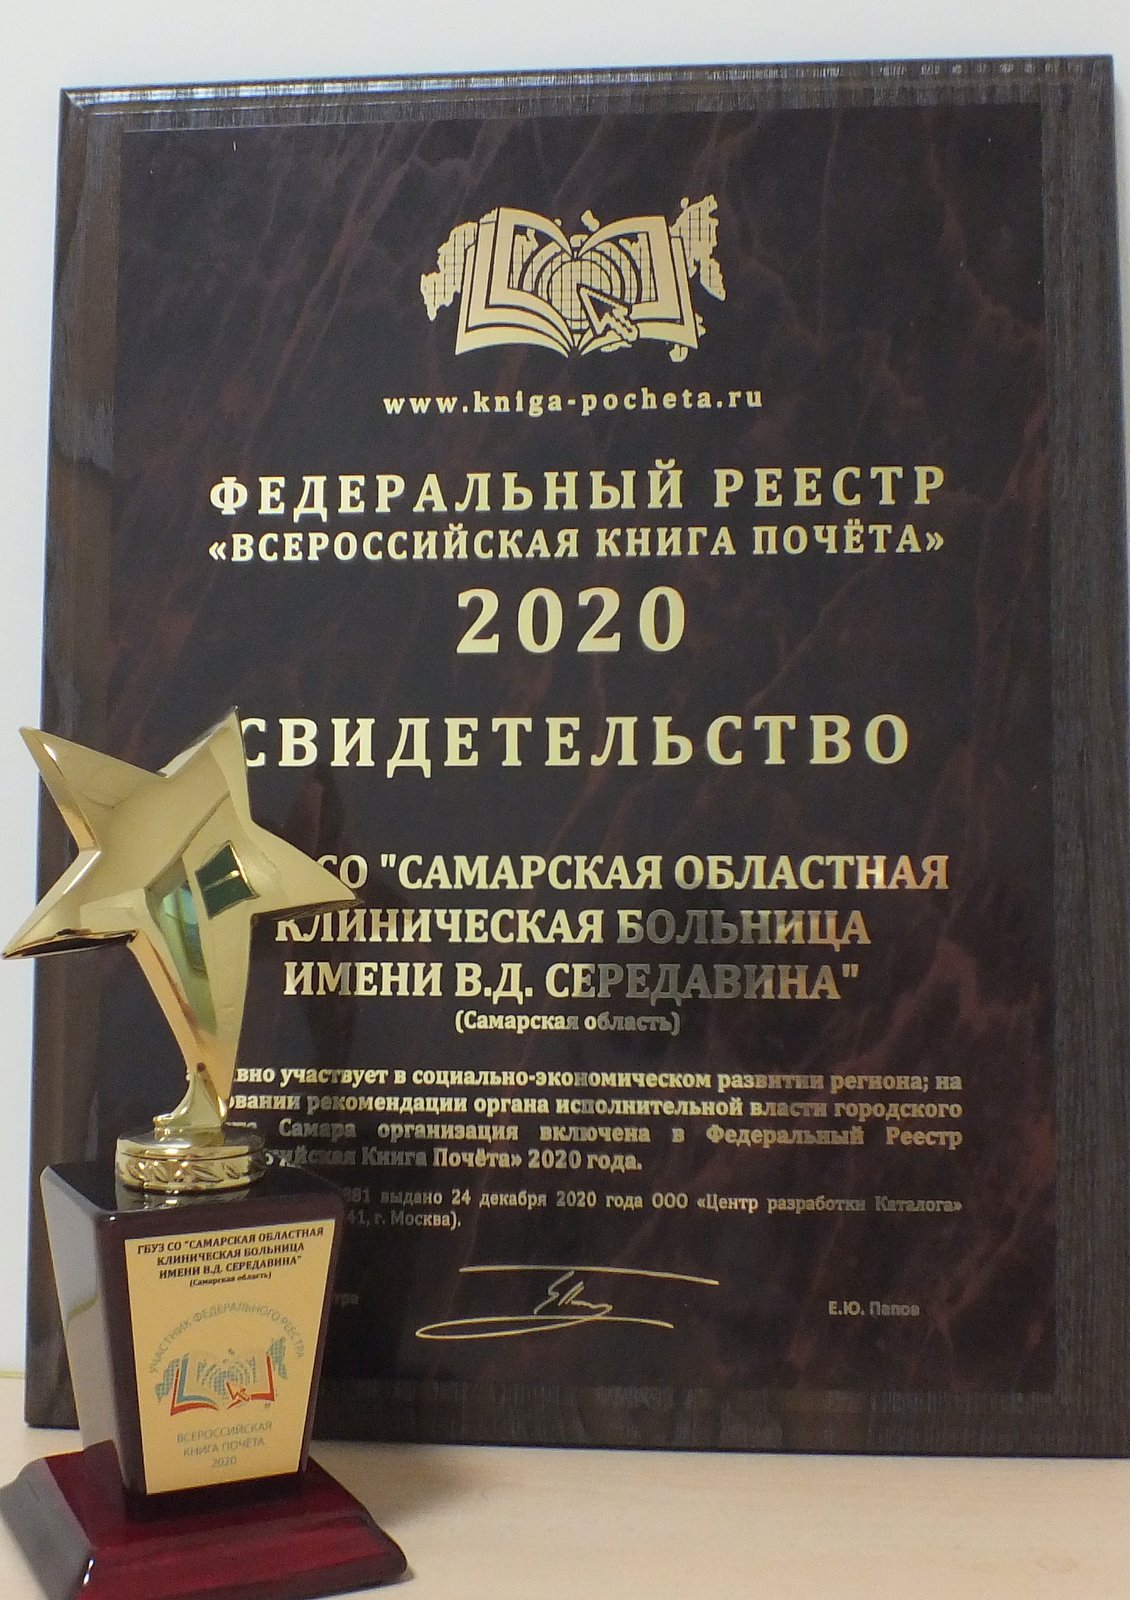 www.kniga-pocheta.ru
ФЕДЕРАЛЬНЫЙ РЕЕСТР
«ВСЕРОССИЙСКАЯ КНИГА ПОЧЁТА»
2020
СВИДЕТЕЛЬСТВО
СО "САМАРСКАЯ ОБЛАСТНАЯ
КЛИНИЧЕСКАЯ БОЛЬНИЦА
ИМЕНИ В.Д. СЕРЕДАВИНА"
(Самарская область)
участвует в социально-экономическом развитии региона; на
рекомендации органа исполнительной власти городского
Самара организация включена в Федеральный Реестр
Книга Почёта» 2020 года.
выдано 24 декабря 2020 года ООО «Центр разработки Каталога»
г. Москва).
Е.Ю. Папов
ГБУЗ СО "САМАРСКАЯ ОБЛАСТНАЯ
КЛИНИЧЕСКАЯ БОЛЬНИЦА
ИМЕНИ В.Д. СЕРЕДАВИНА"
(Самарская область)
УЧАСТНИК ФЕДЕРАЛЬНОГО РЕЕСТРА
ВСЕРОССИЙСКАЯ
КНИГА ПОЧЁТА
2020